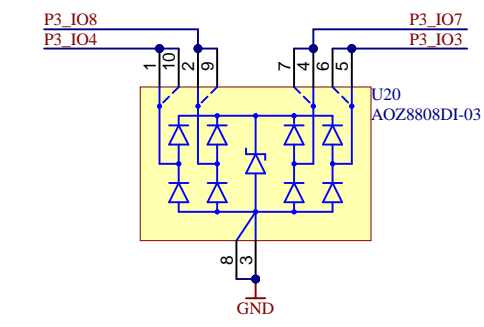 P3_IO8 P3_IO7
P3_IO4 P3_IO3
1 10 2 9 7 4 6 5
U20
AOZ8808DI-03
8 3
GND